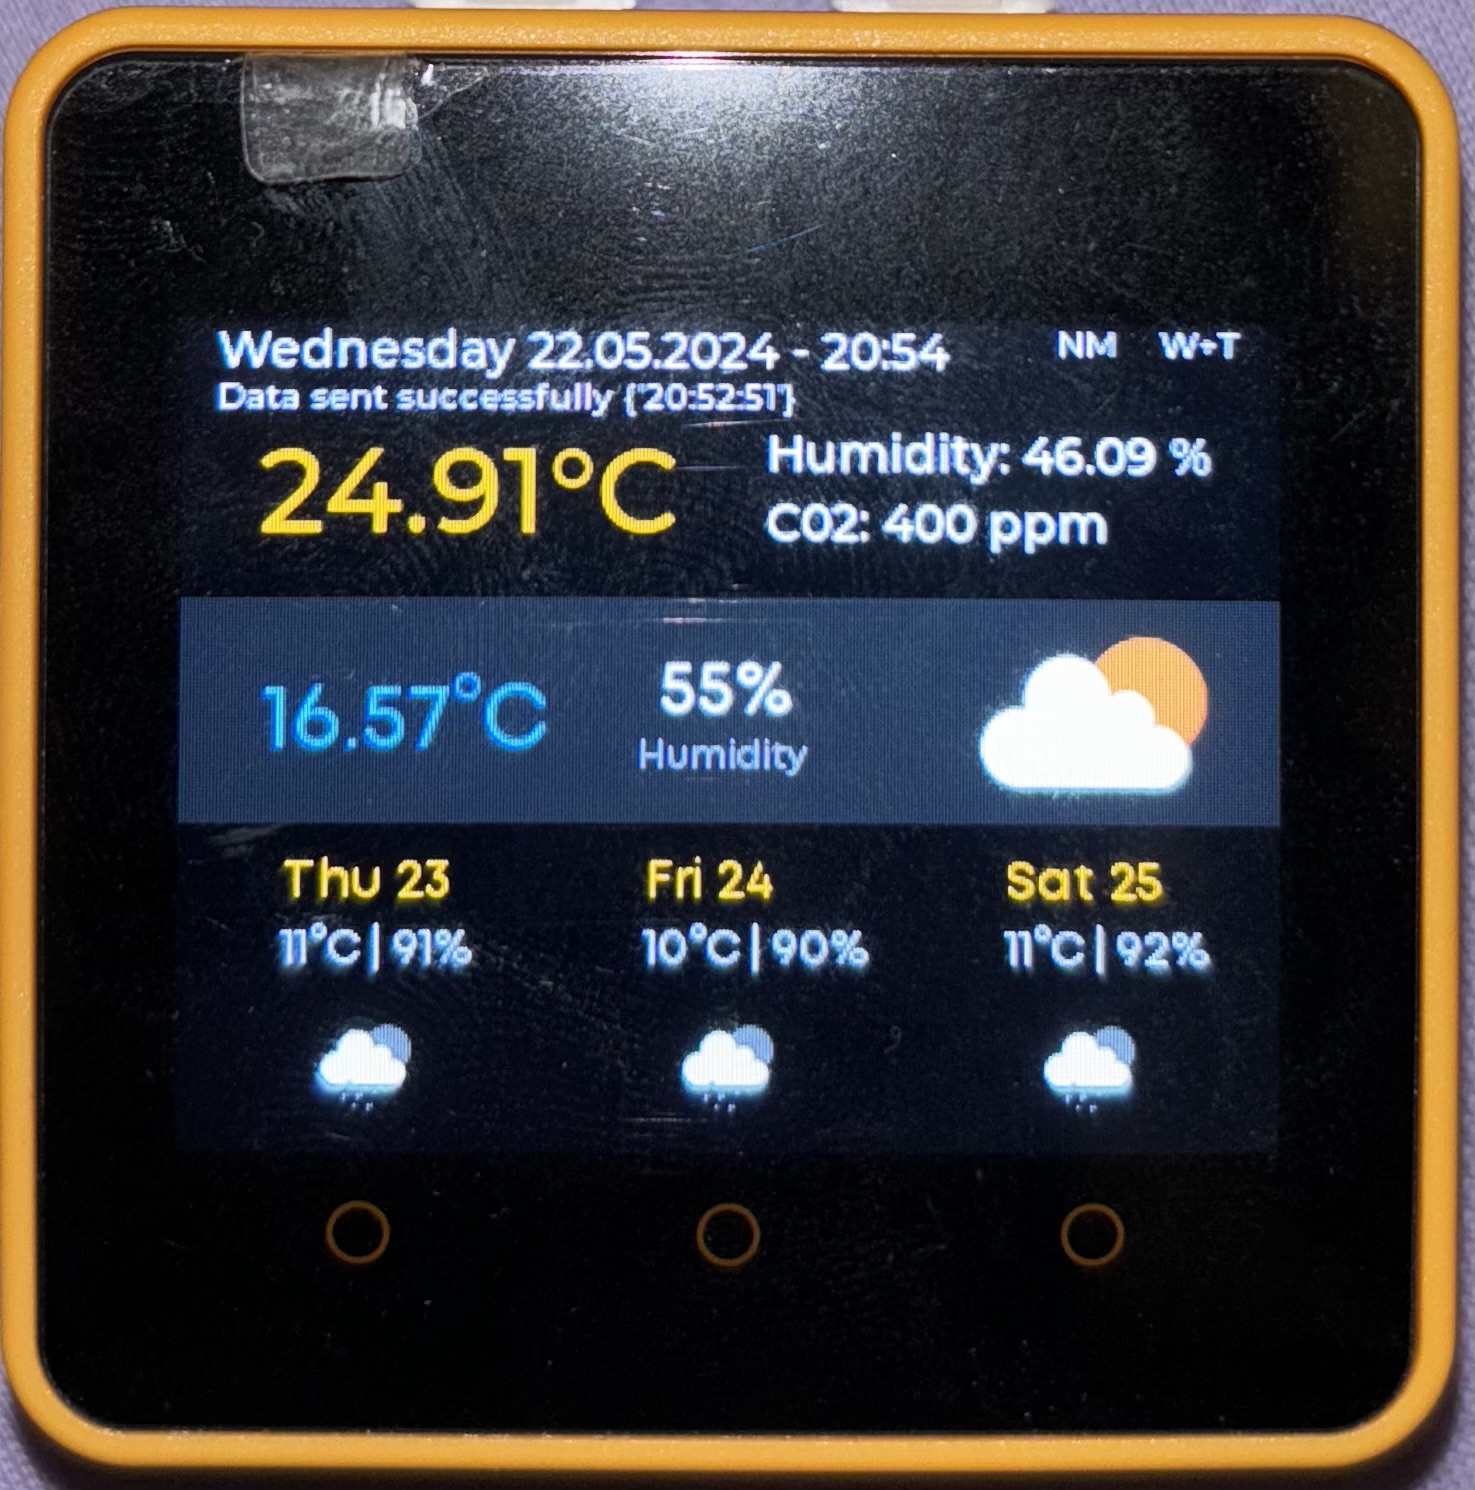 Wednesday 22.05.2024 - 20:54 NM W+T
Data sent successfully {'20:52:51'}
24.91°C
Humidity: 46.09 %
CO2: 400 ppm
16.57°C
55%
Humidity
Thu 23
11°C | 91%
Fri 24
10°C | 90%
Sat 25
11°C | 92%